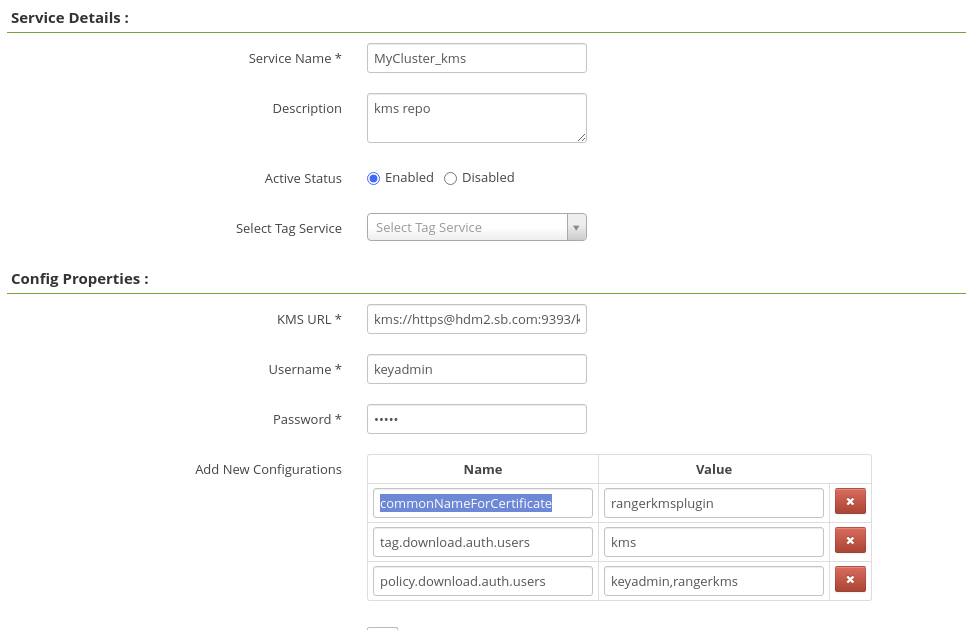 Service Details :
Service Name * MyCluster_kms
Description kms repo
Active Status Enabled Disabled
Select Tag Service Select Tag Service
Config Properties :
KMS URL * kms://https@hdm2.sb.com:9393/k
Username * keyadmin
Password * •••••
Add New Configurations Name Value
commonNameForCertificate rangerkmsplugin
tag.download.auth.users kms
policy.download.auth.users keyadmin,rangerkms